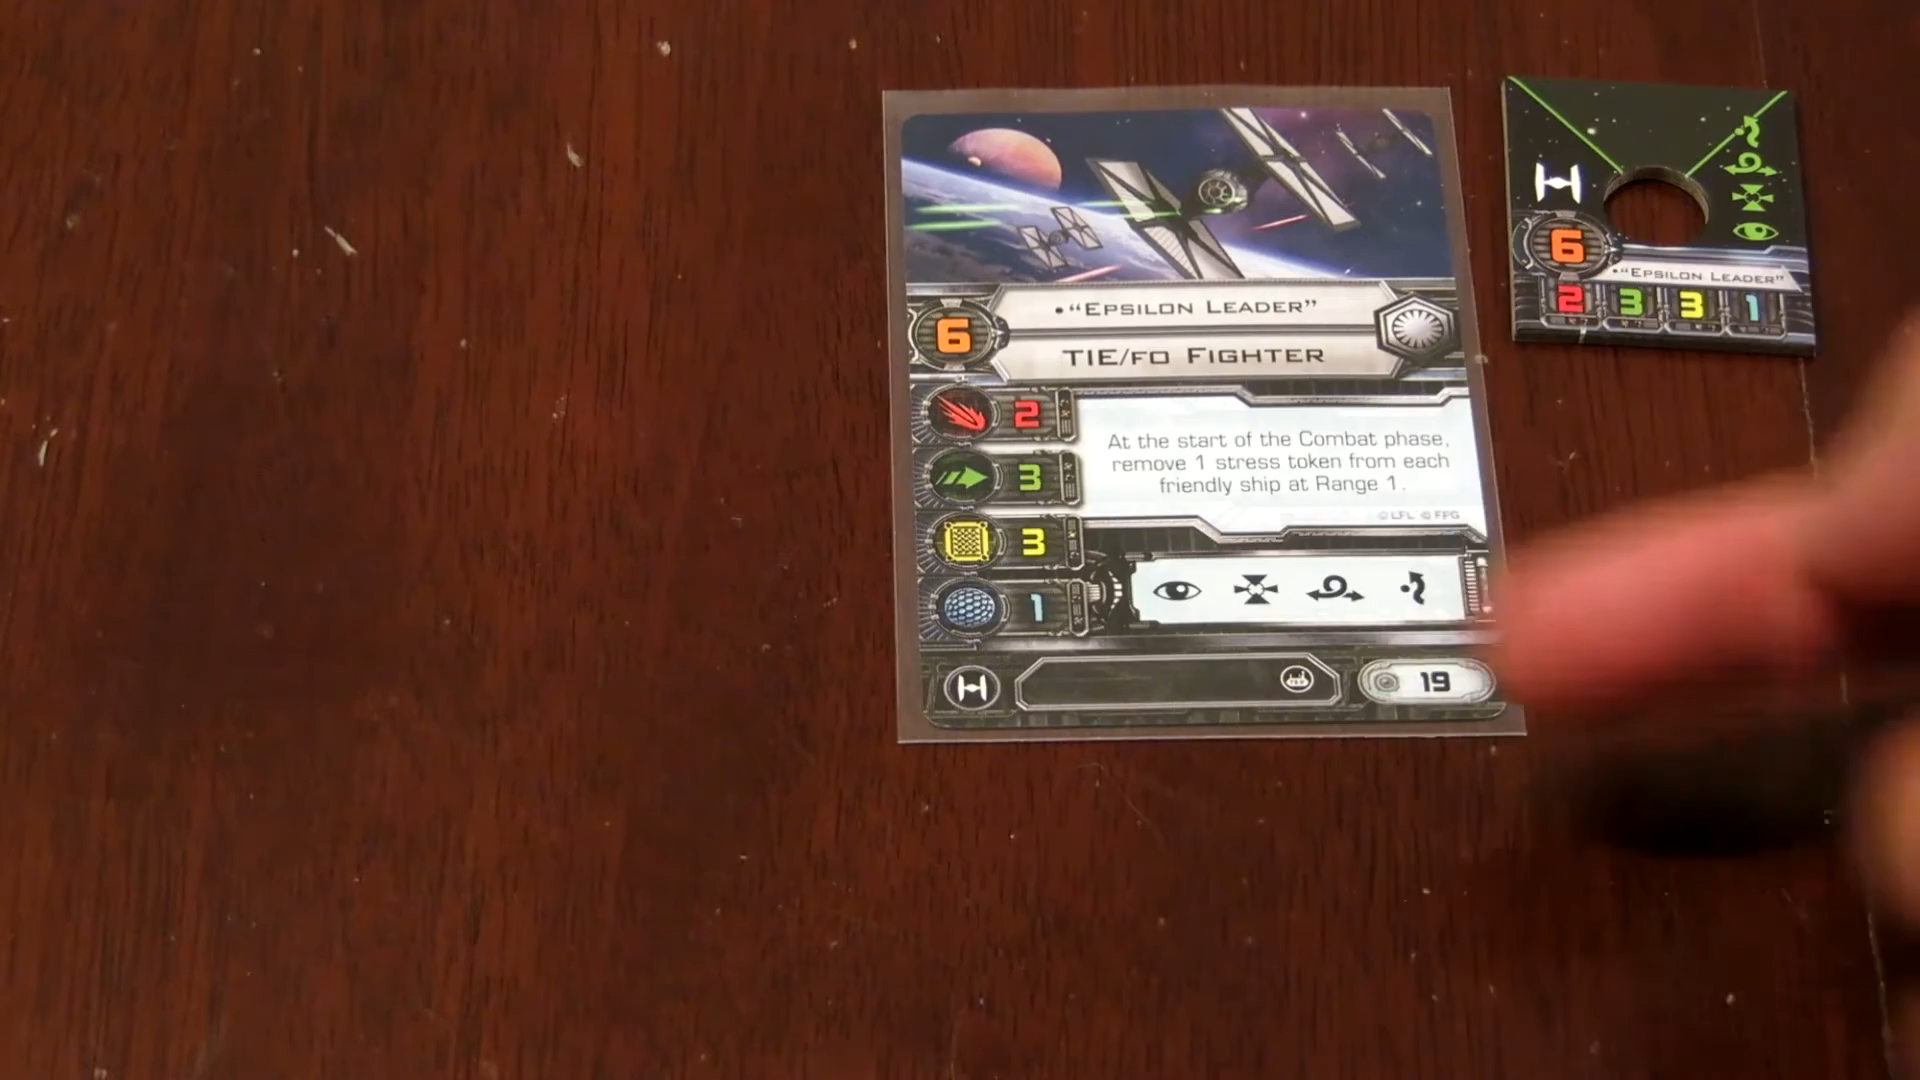 •“Epsilon Leader”
6
TIE/fo Fighter
2
At the start of the Combat phase,
remove 1 stress token from each
friendly ship at Range 1.
3
©LFL © FFG
3
1
19
6
•“Epsilon Leader”
2 3 3 1